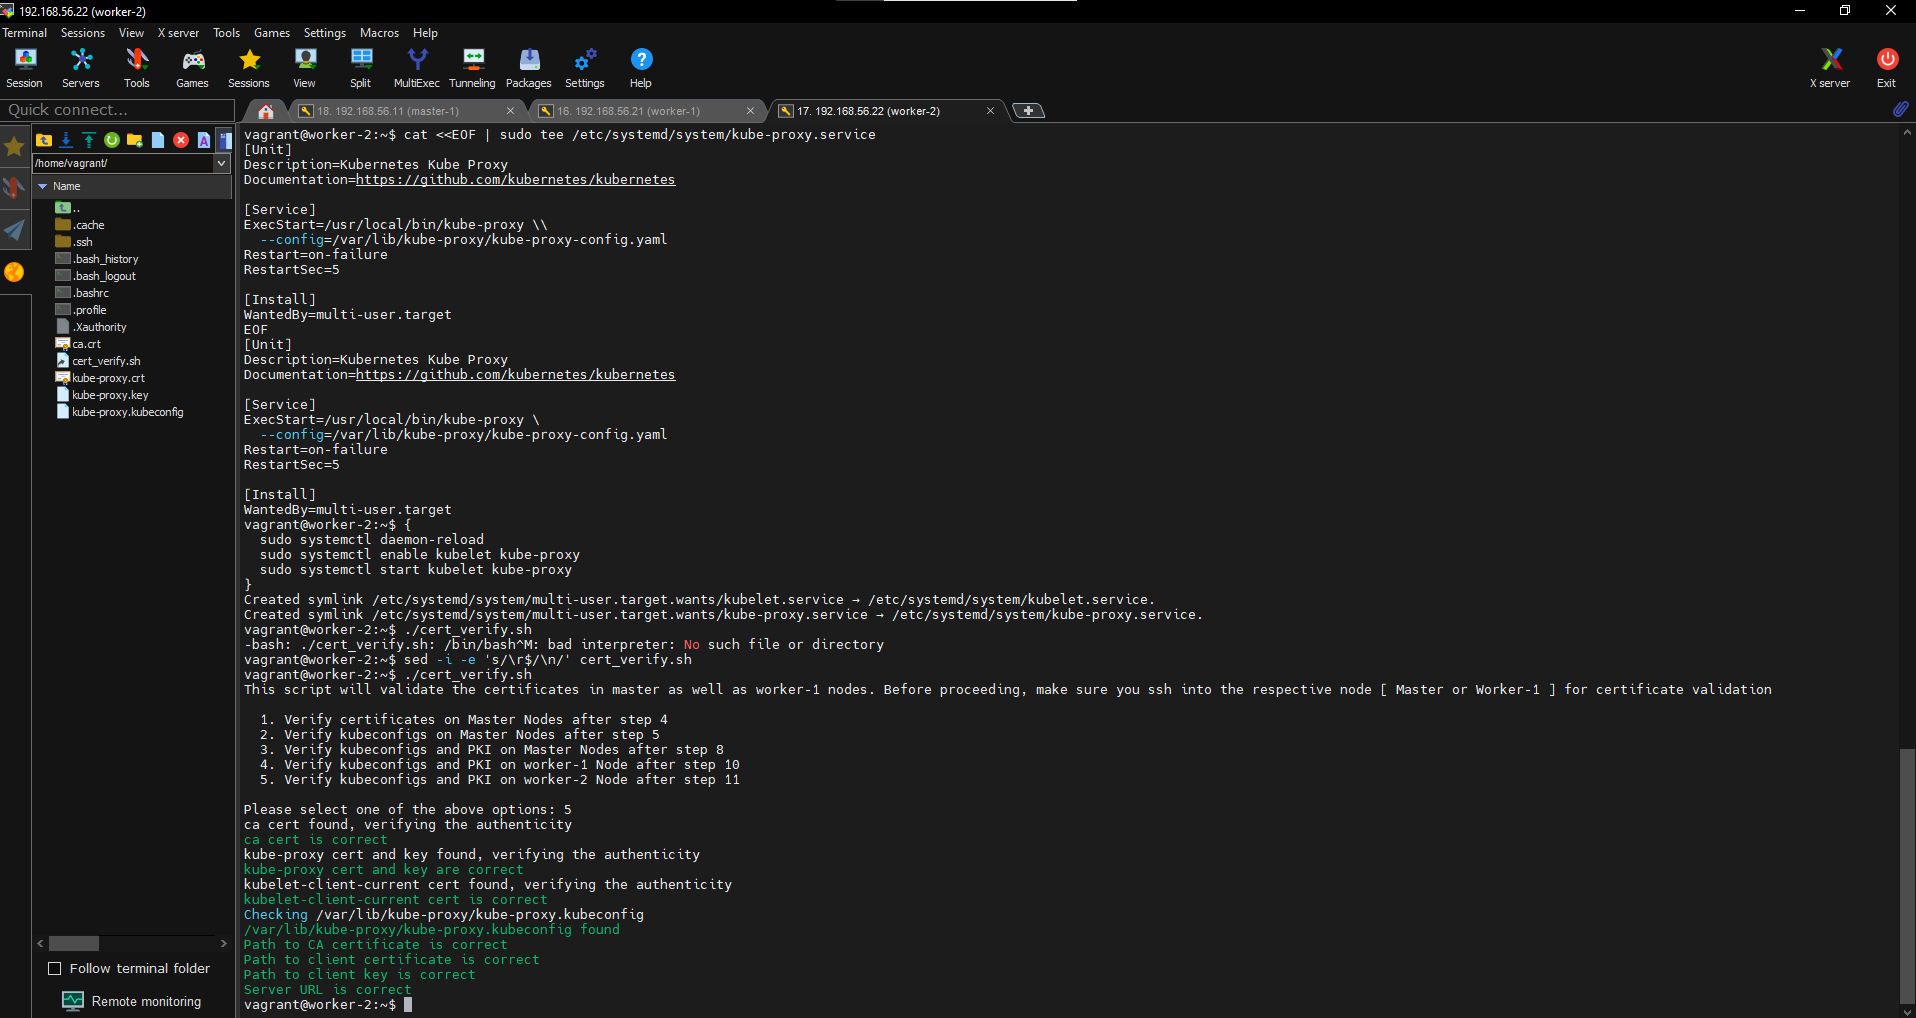 192.168.56.22 (worker-2)
Terminal Sessions View X server Tools Games Settings Macros Help
Session Servers Tools Games Sessions View Split MultiExec Tunneling Packages Settings Help X server Exit
Quick connect...
18. 192.168.56.11 (master-1)
16. 192.168.56.21 (worker-1)
17. 192.168.56.22 (worker-2)
/home/vagrant/
Name
..
.cache
.ssh
.bash_history
.bash_logout
.bashrc
.profile
.Xauthority
ca.crt
cert_verify.sh
kube-proxy.crt
kube-proxy.key
kube-proxy.kubeconfig
Follow terminal folder
Remote monitoring
vagrant@worker-2:~$ cat <<EOF | sudo tee /etc/systemd/system/kube-proxy.service
[Unit]
Description=Kubernetes Kube Proxy
Documentation=https://github.com/kubernetes/kubernetes
[Service]
ExecStart=/usr/local/bin/kube-proxy \\
  --config=/var/lib/kube-proxy/kube-proxy-config.yaml
Restart=on-failure
RestartSec=5
[Install]
WantedBy=multi-user.target
EOF
[Unit]
Description=Kubernetes Kube Proxy
Documentation=https://github.com/kubernetes/kubernetes
[Service]
ExecStart=/usr/local/bin/kube-proxy \
  --config=/var/lib/kube-proxy/kube-proxy-config.yaml
Restart=on-failure
RestartSec=5
[Install]
WantedBy=multi-user.target
vagrant@worker-2:~$ {
  sudo systemctl daemon-reload
  sudo systemctl enable kubelet kube-proxy
  sudo systemctl start kubelet kube-proxy
}
Created symlink /etc/systemd/system/multi-user.target.wants/kubelet.service → /etc/systemd/system/kubelet.service.
Created symlink /etc/systemd/system/multi-user.target.wants/kube-proxy.service → /etc/systemd/system/kube-proxy.service.
vagrant@worker-2:~$ ./cert_verify.sh
-bash: ./cert_verify.sh: /bin/bash^M: bad interpreter: No such file or directory
vagrant@worker-2:~$ sed -i -e 's/\r$/\n/' cert_verify.sh
vagrant@worker-2:~$ ./cert_verify.sh
This script will validate the certificates in master as well as worker-1 nodes. Before proceeding, make sure you ssh into the respective node [ Master or Worker-1 ] for certificate validation
  1. Verify certificates on Master Nodes after step 4
  2. Verify kubeconfigs on Master Nodes after step 5
  3. Verify kubeconfigs and PKI on Master Nodes after step 8
  4. Verify kubeconfigs and PKI on worker-1 Node after step 10
  5. Verify kubeconfigs and PKI on worker-2 Node after step 11
Please select one of the above options: 5
ca cert found, verifying the authenticity
ca cert is correct
kube-proxy cert and key found, verifying the authenticity
kube-proxy cert and key are correct
kubelet-client-current cert found, verifying the authenticity
kubelet-client-current cert is correct
Checking /var/lib/kube-proxy/kube-proxy.kubeconfig
/var/lib/kube-proxy/kube-proxy.kubeconfig found
Path to CA certificate is correct
Path to client certificate is correct
Path to client key is correct
Server URL is correct
vagrant@worker-2:~$